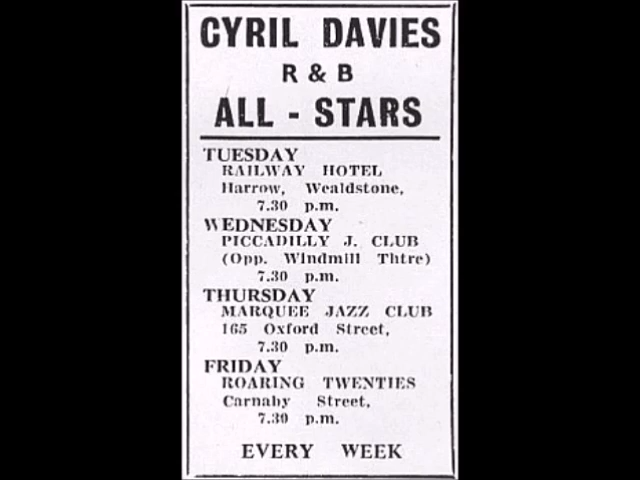 CYRIL DAVIES
R & B
ALL - STARS
TUESDAY
RAILWAY HOTEL
Harrow, Wealdstone,
7.30 p.m.
WEDNESDAY
PICCADILLY J. CLUB
(Opp. Windmill Thtre)
7.30 p.m.
THURSDAY
MARQUEE JAZZ CLUB
165 Oxford Street,
7.30 p.m.
FRIDAY
ROARING TWENTIES
Carnaby Street,
7.30 p.m.
EVERY WEEK